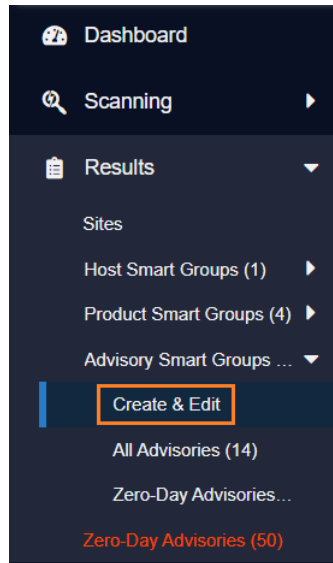 Dashboard
Scanning
Results
Sites
Host Smart Groups (1)
Product Smart Groups (4)
Advisory Smart Groups ...
Create & Edit
All Advisories (14)
Zero-Day Advisories...
Zero-Day Advisories (50)